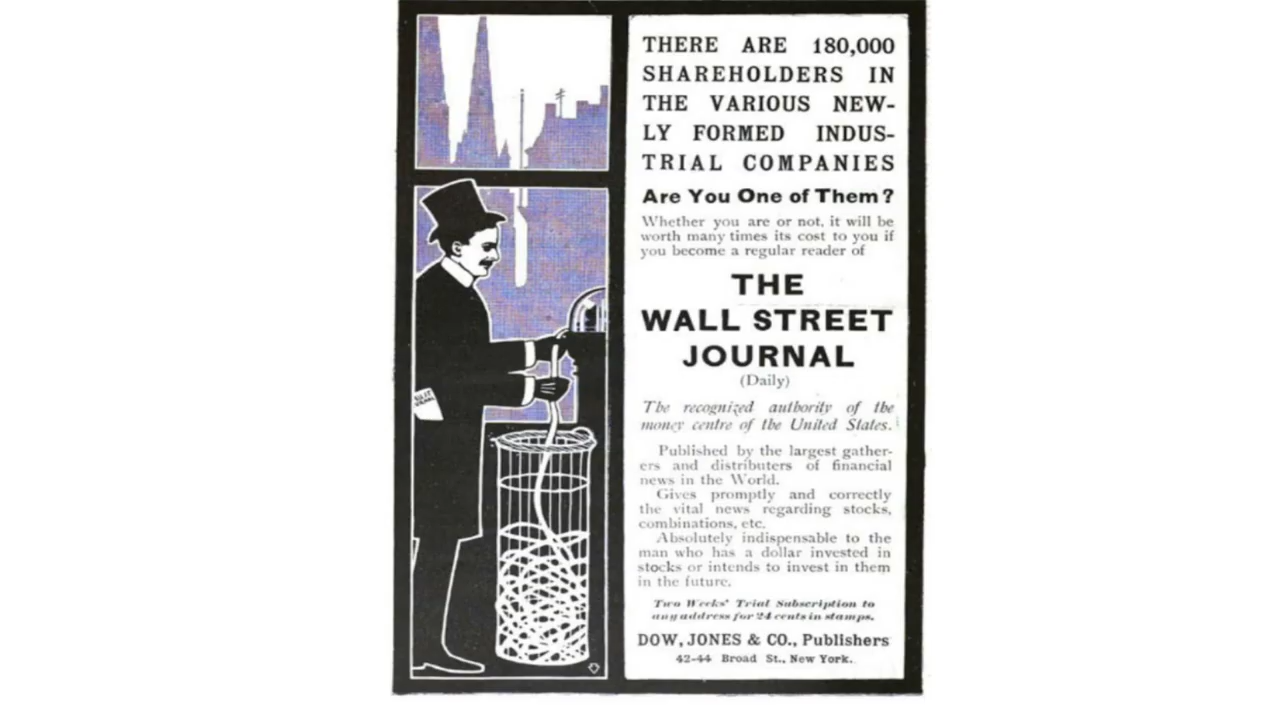 THERE ARE 180,000
SHAREHOLDERS IN
THE VARIOUS NEW-
LY FORMED INDUS-
TRIAL COMPANIES
Are You One of Them?
Whether you are or not, it will be
worth many times its cost to you if
you become a regular reader of
THE
WALL STREET
JOURNAL
(Daily)
The recognized authority of the
money centre of the United States.
Published by the largest gather-
ers and distributers of financial
news in the World.
Gives promptly and correctly
the vital news regarding stocks,
combinations, etc.
Absolutely indispensable to the
man who has a dollar invested in
stocks or intends to invest in them
in the future.
Two Weeks' Trial Subscription to
any address for 24 cents in stamps.
DOW, JONES & CO., Publishers
42-44 Broad St., New York.